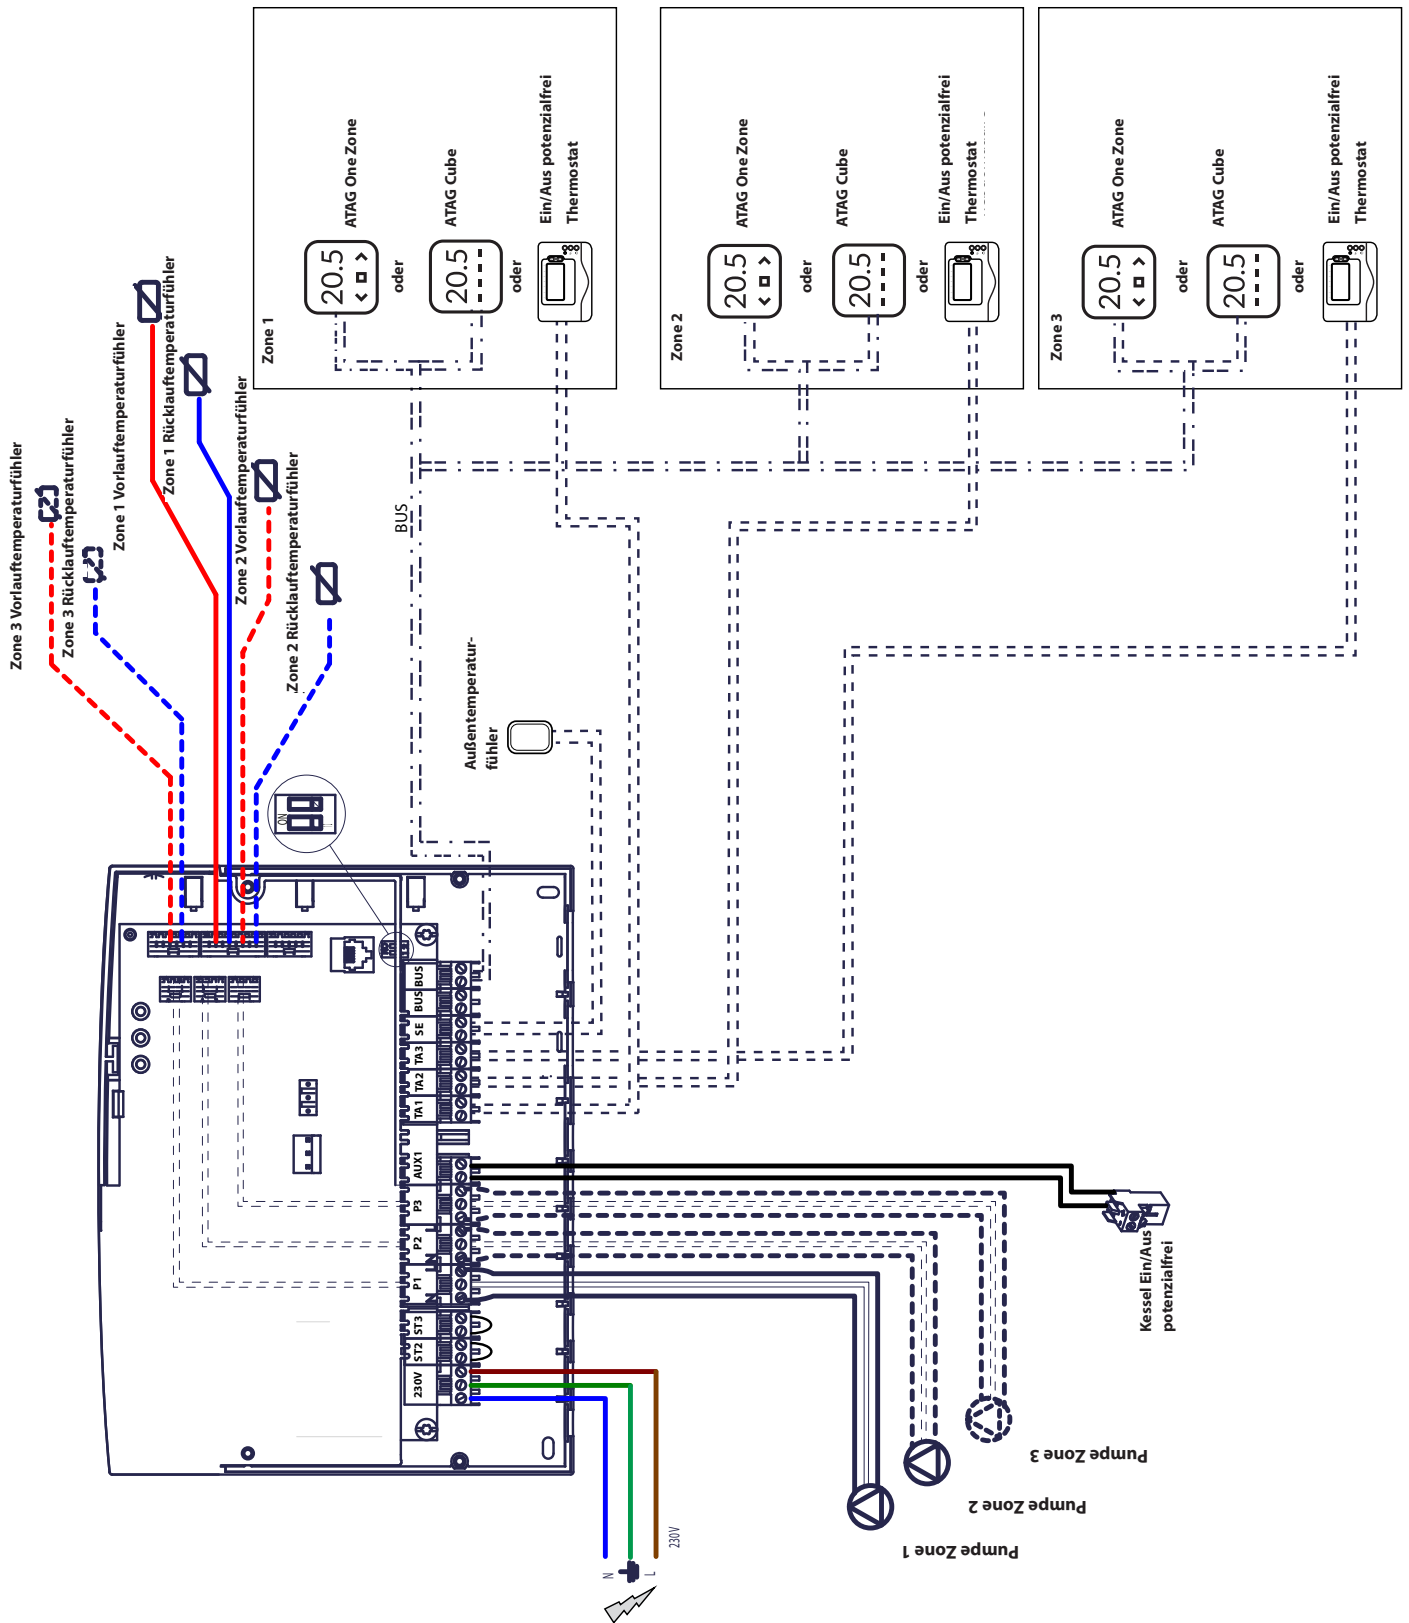 Zone 3 Vorlauftemperaturfühler
Zone 3 Rücklauftemperaturfühler
Zone 1 Vorlauftemperaturfühler
Zone 1 Rücklauftemperaturfühler
Zone 2 Vorlauftemperaturfühler
Zone 2 Rücklauftemperaturfühler
Zone 1
20.5
ATAG One Zone
oder
20.5
ATAG Cube
oder
Ein/Aus potenzialfrei
Thermostat
Zone 2
20.5
ATAG One Zone
oder
20.5
ATAG Cube
oder
Ein/Aus potenzialfrei
Thermostat
Zone 3
20.5
ATAG One Zone
oder
20.5
ATAG Cube
oder
Ein/Aus potenzialfrei
Thermostat
BUS
Außentemperatur-
fühler
ON
BUS
BUS
SE
TA3
TA2
TA1
AUX1
P3
P2
P1
ST3
ST2
230V
N
N
N
L
230V
Kessel Ein/Aus
potenzialfrei
Pumpe Zone 3
Pumpe Zone 2
Pumpe Zone 1